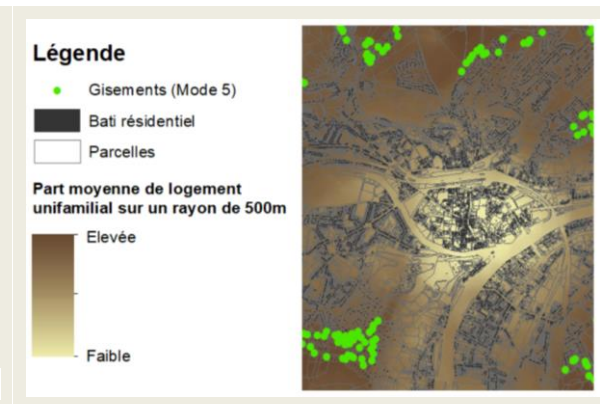 Légende
Gisements (Mode 5)
Bati résidentiel
Parcelles
Part moyenne de logement
unifamilial sur un rayon de 500m
Elevée
Faible